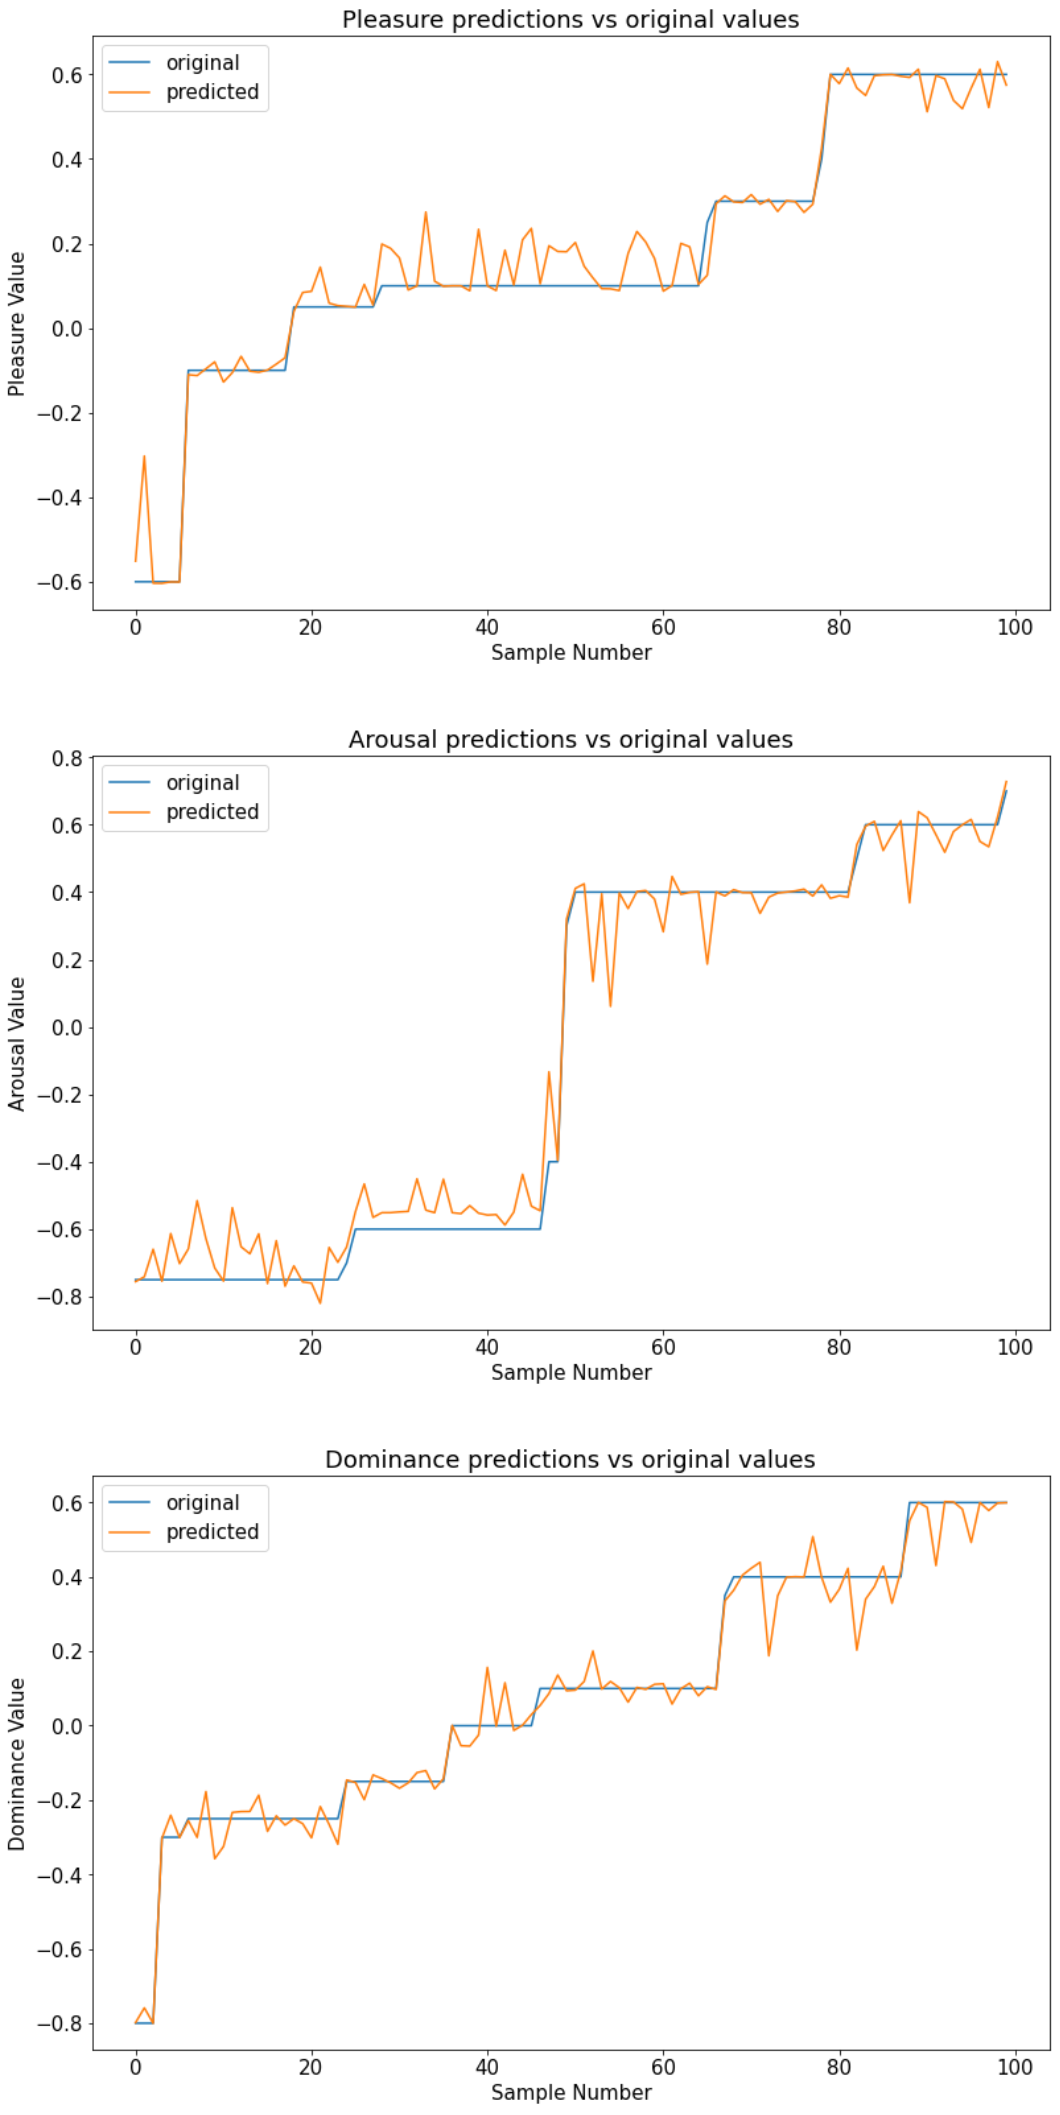 Pleasure predictions vs original values
original
predicted
0.6
0.4
0.2
0.0
−0.2
−0.4
−0.6
Pleasure Value
0 20 40 60 80 100
Sample Number
Arousal predictions vs original values
original
predicted
0.8
0.6
0.4
0.2
0.0
−0.2
−0.4
−0.6
−0.8
Arousal Value
0 20 40 60 80 100
Sample Number
Dominance predictions vs original values
original
predicted
0.6
0.4
0.2
0.0
−0.2
−0.4
−0.6
−0.8
Dominance Value
0 20 40 60 80 100
Sample Number